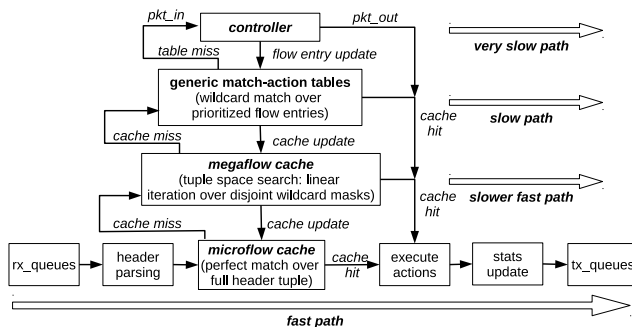 pkt_in
controller
pkt_out
very slow path
table miss
flow entry update
generic match-action tables
(wildcard match over
prioritized flow entries)
cache
hit
slow path
cache miss
cache update
megaflow cache
(tuple space search: linear
iteration over disjoint wildcard masks)
cache
hit
slower fast path
cache miss
cache update
rx_queues
header
parsing
microflow cache
(perfect match over
full header tuple)
cache
hit
execute
actions
stats
update
tx_queues
fast path